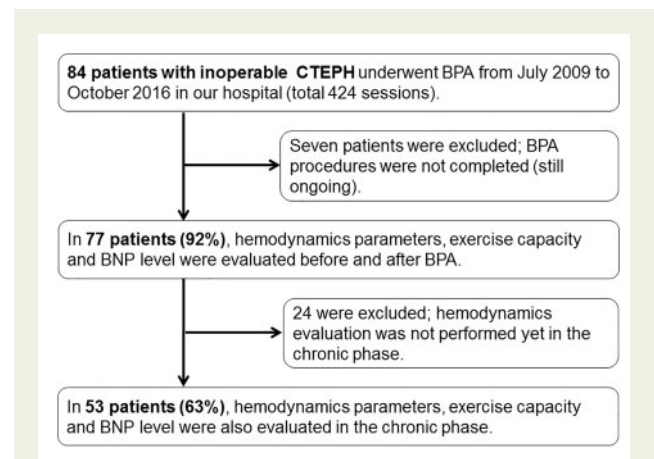 84 patients with inoperable CTEPH underwent BPA from July 2009 to
October 2016 in our hospital (total 424 sessions).
Seven patients were excluded; BPA
procedures were not completed (still
ongoing).
In 77 patients (92%), hemodynamics parameters, exercise capacity
and BNP level were evaluated before and after BPA.
24 were excluded; hemodynamics
evaluation was not performed yet in the
chronic phase.
In 53 patients (63%), hemodynamics parameters, exercise capacity
and BNP level were also evaluated in the chronic phase.